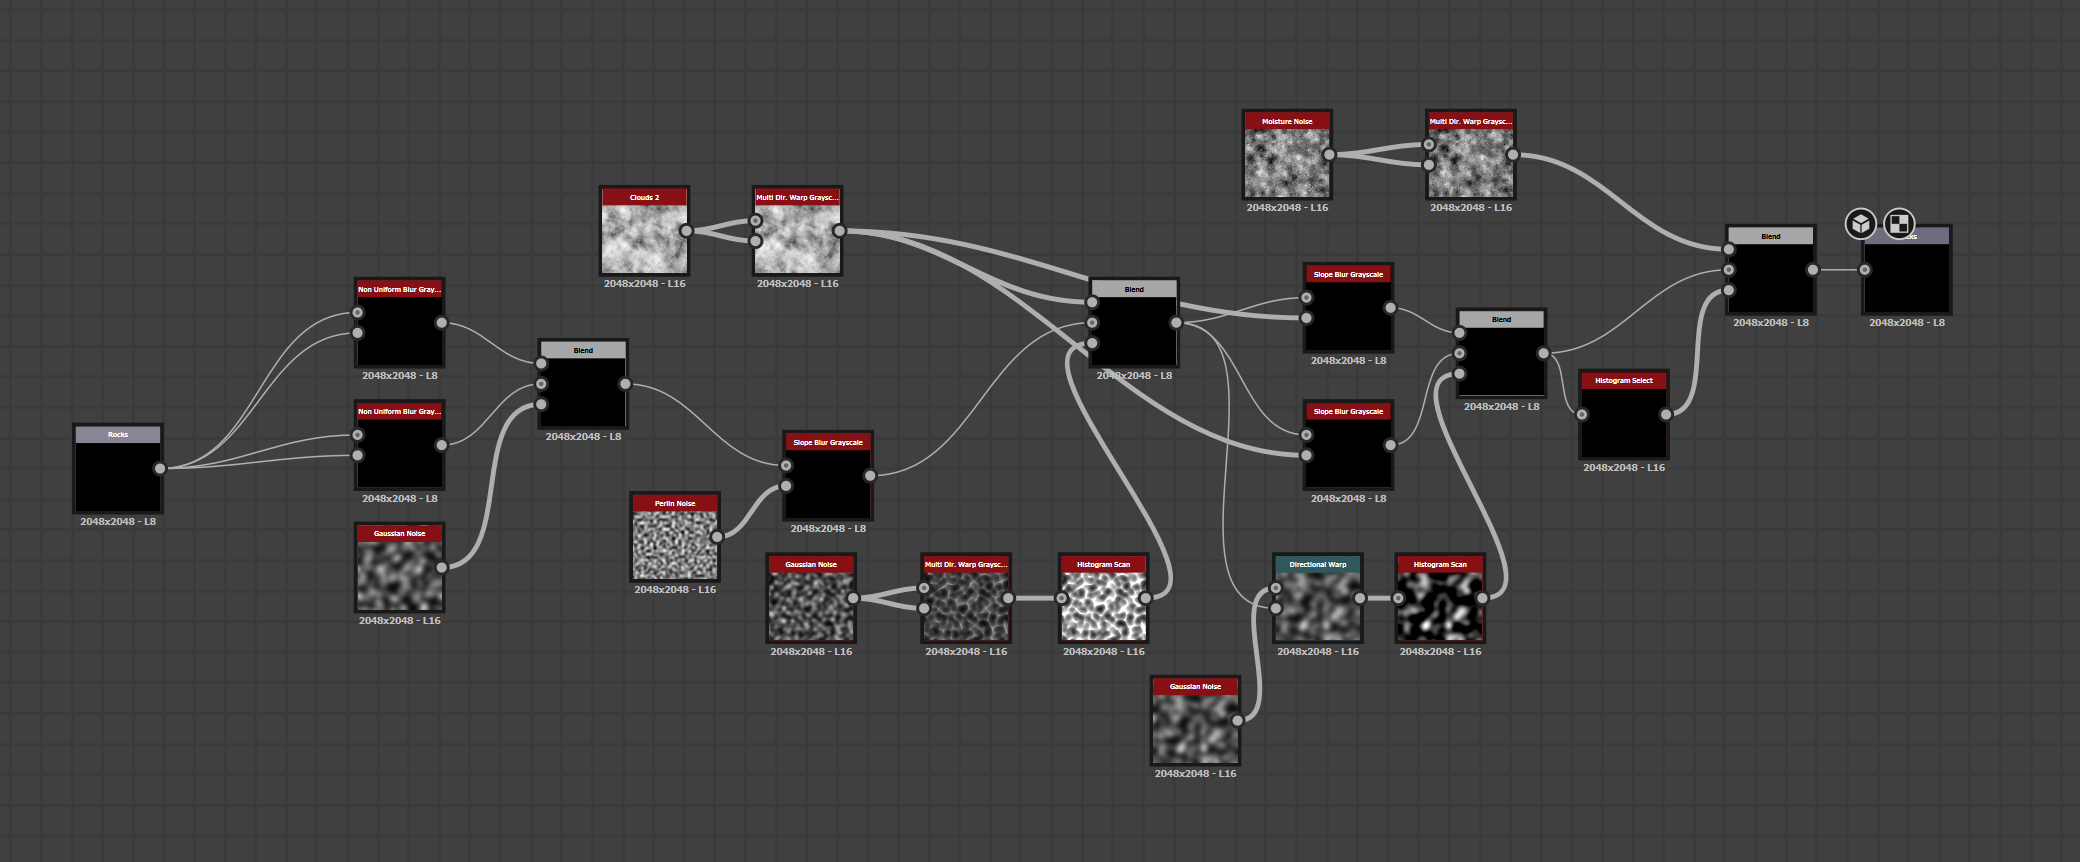 Moisture Noise
2048x2048 - L16
Multi Dir. Warp Graysc...
2048x2048 - L16
Clouds 2
2048x2048 - L16
Multi Dir. Warp Graysc...
2048x2048 - L16
Blend
2048x2048 - L8
ks
2048x2048 - L8
Non Uniform Blur Gray...
2048x2048 - L8
Blend
2048x2048 - L8
Slope Blur Grayscale
2048x2048 - L8
Blend
2048x2048 - L8
Blend
2048x2048 - L8
Histogram Select
2048x2048 - L16
Non Uniform Blur Gray...
2048x2048 - L8
Slope Blur Grayscale
2048x2048 - L8
Rocks
2048x2048 - L8
Slope Blur Grayscale
2048x2048 - L8
Perlin Noise
2048x2048 - L16
Gaussian Noise
2048x2048 - L16
Gaussian Noise
2048x2048 - L16
Multi Dir. Warp Graysc...
2048x2048 - L16
Histogram Scan
2048x2048 - L16
Directional Warp
2048x2048 - L16
Histogram Scan
2048x2048 - L16
Gaussian Noise
2048x2048 - L16